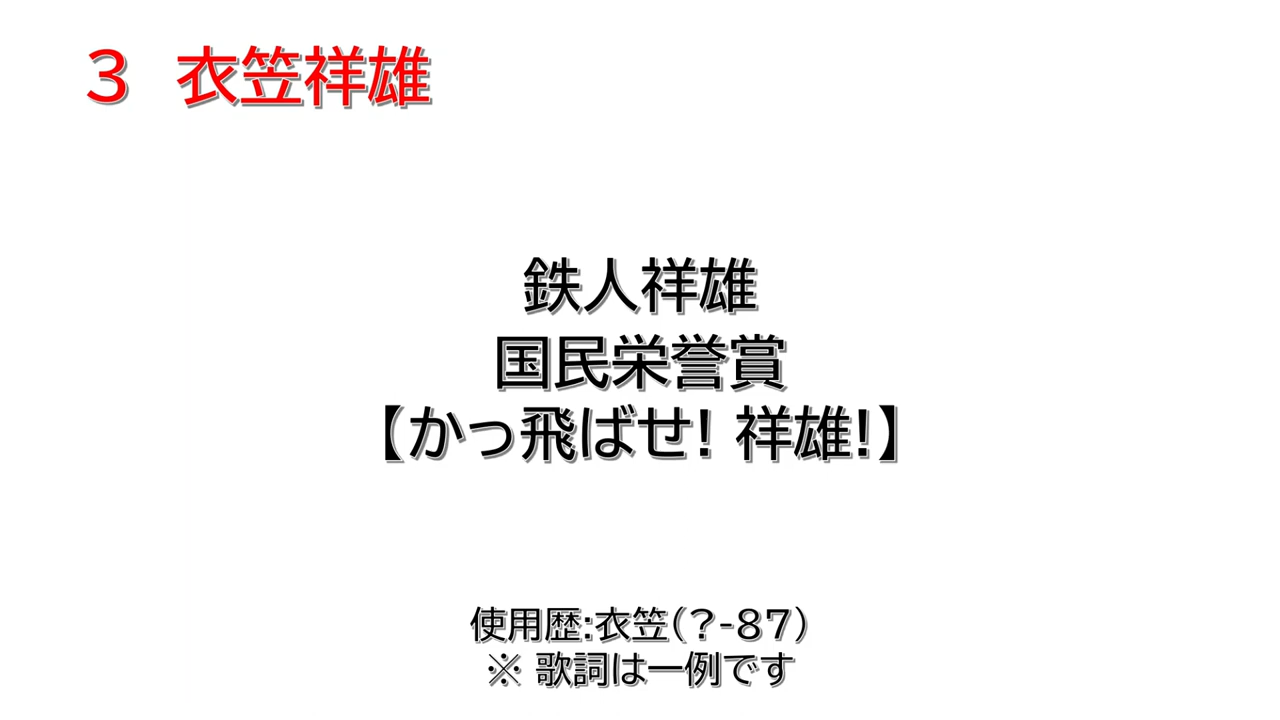 ３　衣笠祥雄
鉄人祥雄
国民栄誉賞
【かっ飛ばせ! 祥雄!】
使用歴:衣笠(？-８７)
※ 歌詞は一例です